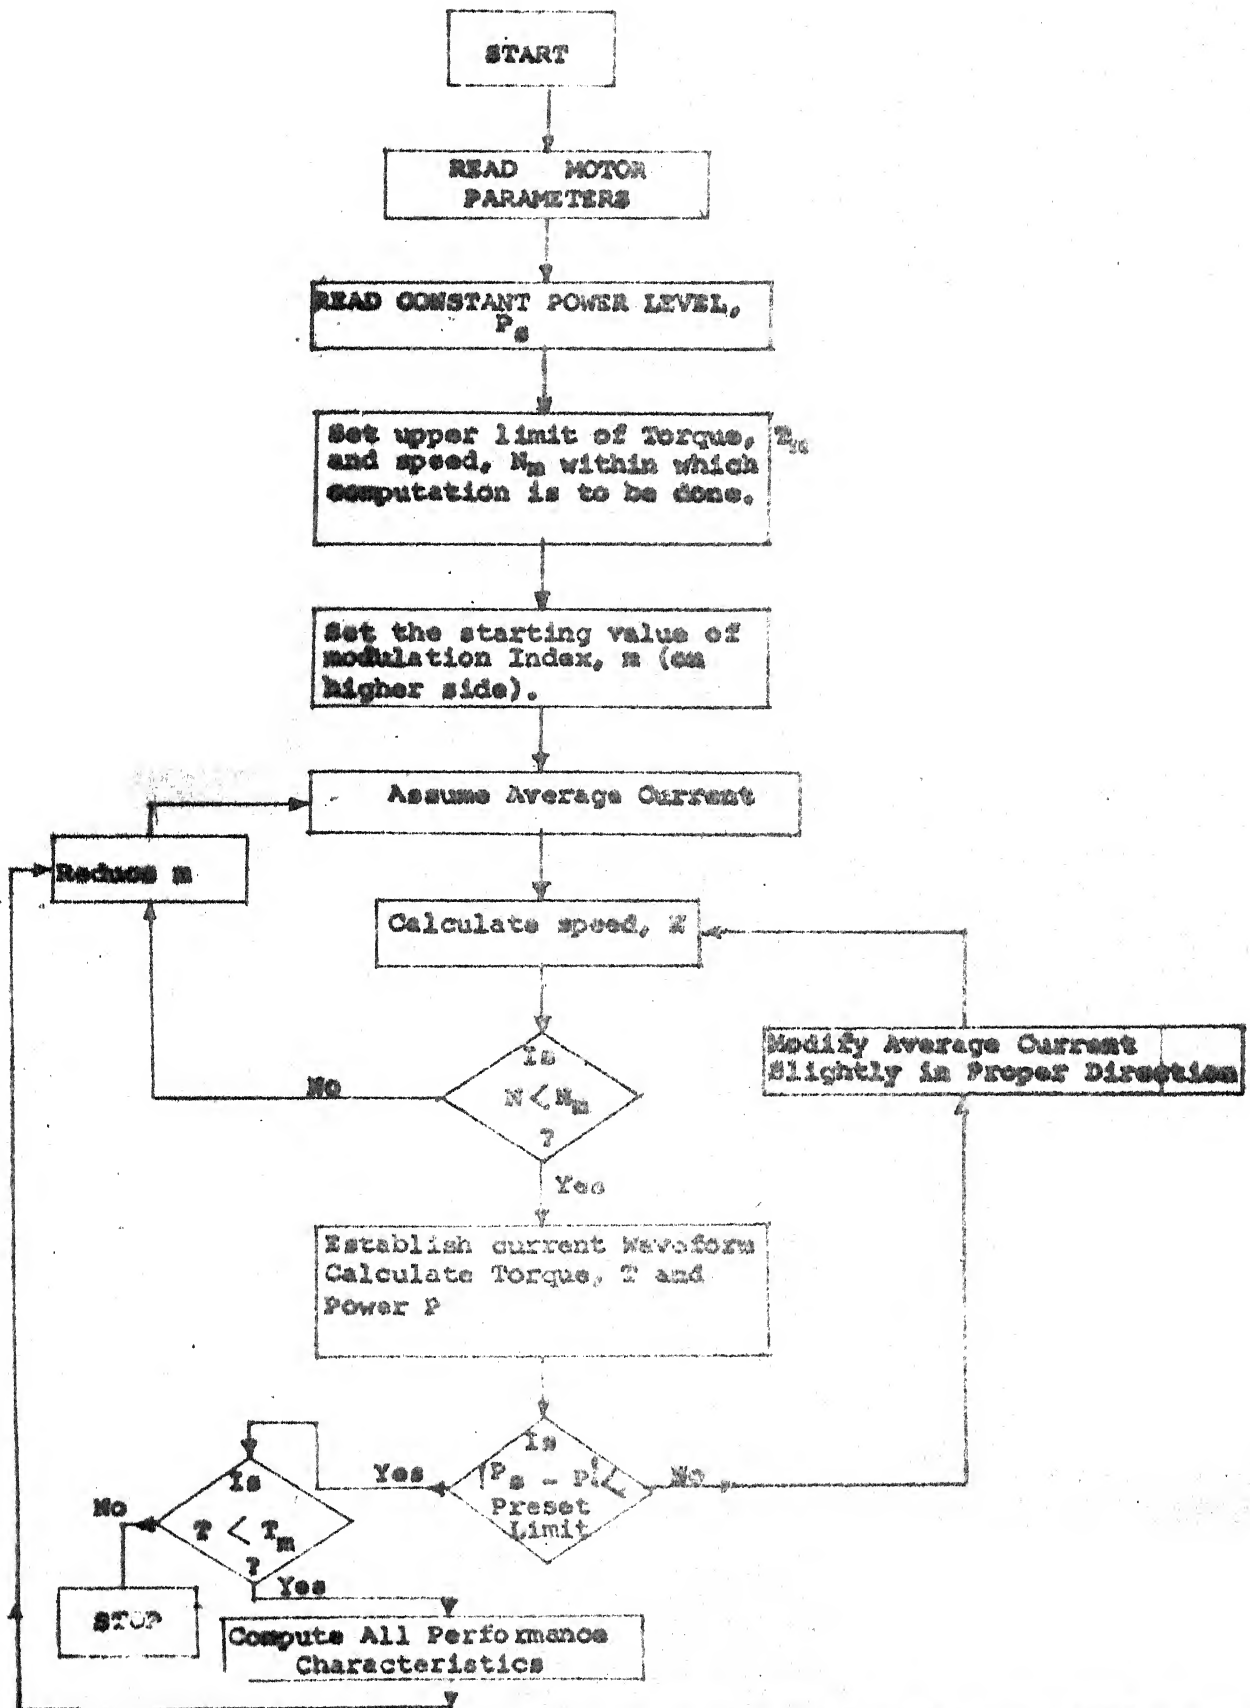 START
READ MOTOR
PARAMETERS
READ CONSTANT POWER LEVEL,
Ps
Set upper limit of Torque, Tm
and speed, Nm within which
computation is to be done.
Set the starting value of
modulation Index, m (on
higher side).
Assume Average Current
Reduce m
Calculate speed, N
Modify Average Current
Slightly in Proper Direction
Is
N < Nm
?
No
Yes
Establish current Waveform
Calculate Torque, T and
Power P
Is
|Ps - P| <
Preset
Limit
Yes
No
Is
T < Tm
?
No
Yes
STOP
Compute All Performance
Characteristics